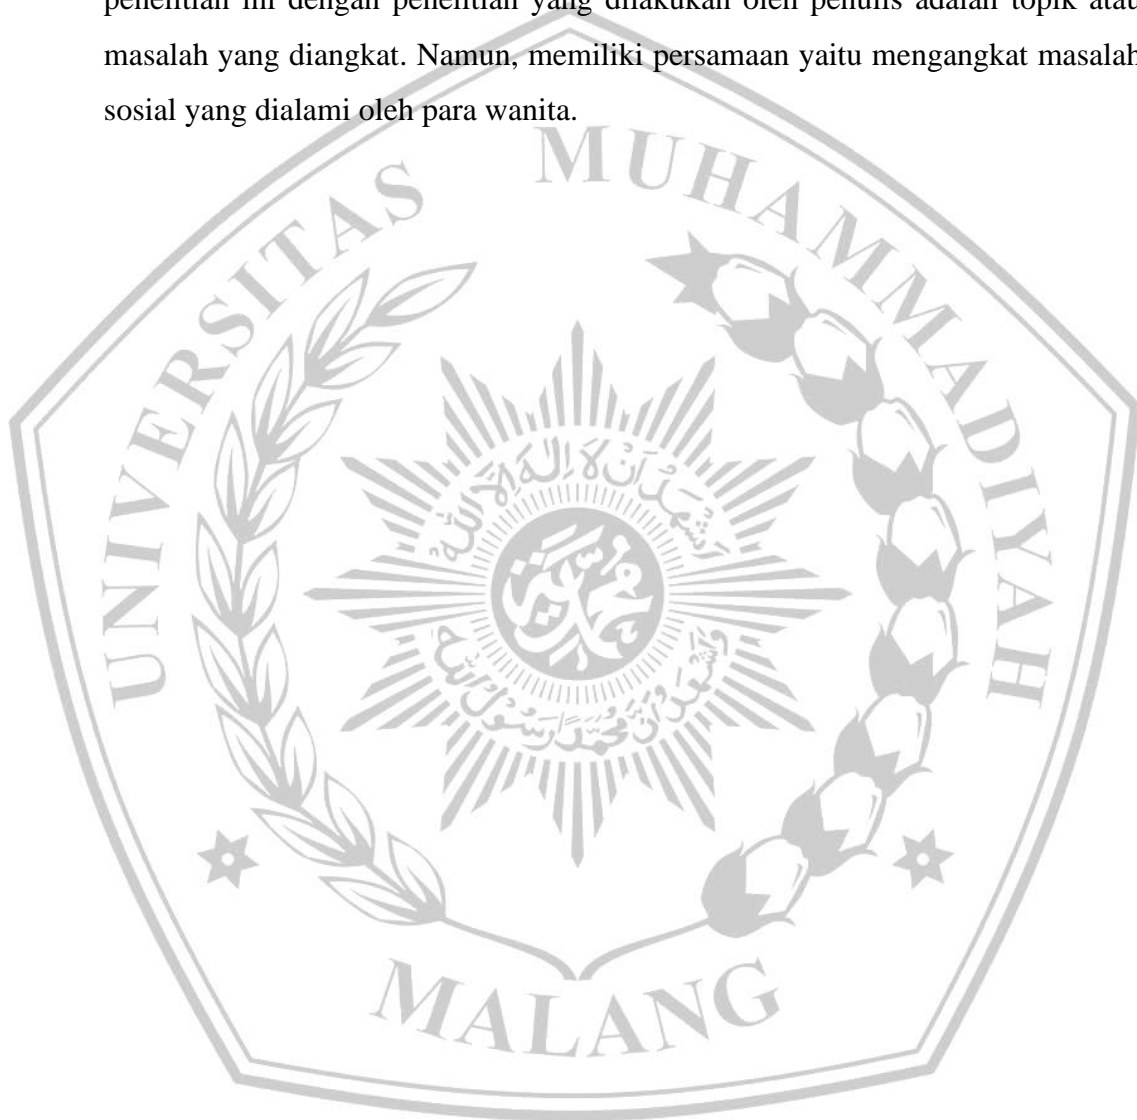 penelitian ini dengan penelitian yang dilakukan oleh penulis adalah topik atau
masalah yang diangkat. Namun, memiliki persamaan yaitu mengangkat masalah
sosial yang dialami oleh para wanita.
UNIVERSITAS MUHAMMADIYAH
MALANG